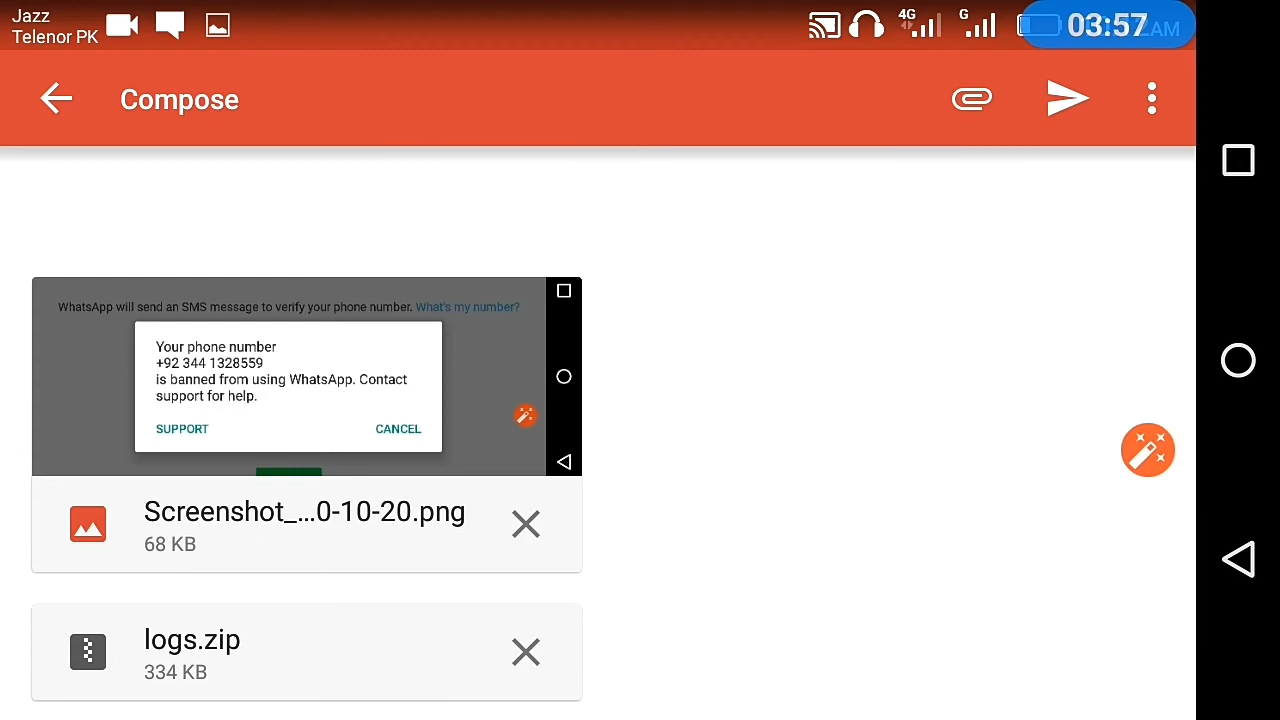 Jazz
Telenor PK
4G
G
03:57
AM
Compose
WhatsApp will send an SMS message to verify your phone number. What's my number?
Your phone number
+92 344 1328559
is banned from using WhatsApp. Contact
support for help.
SUPPORT CANCEL
Screenshot_...0-10-20.png
68 KB
logs.zip
334 KB